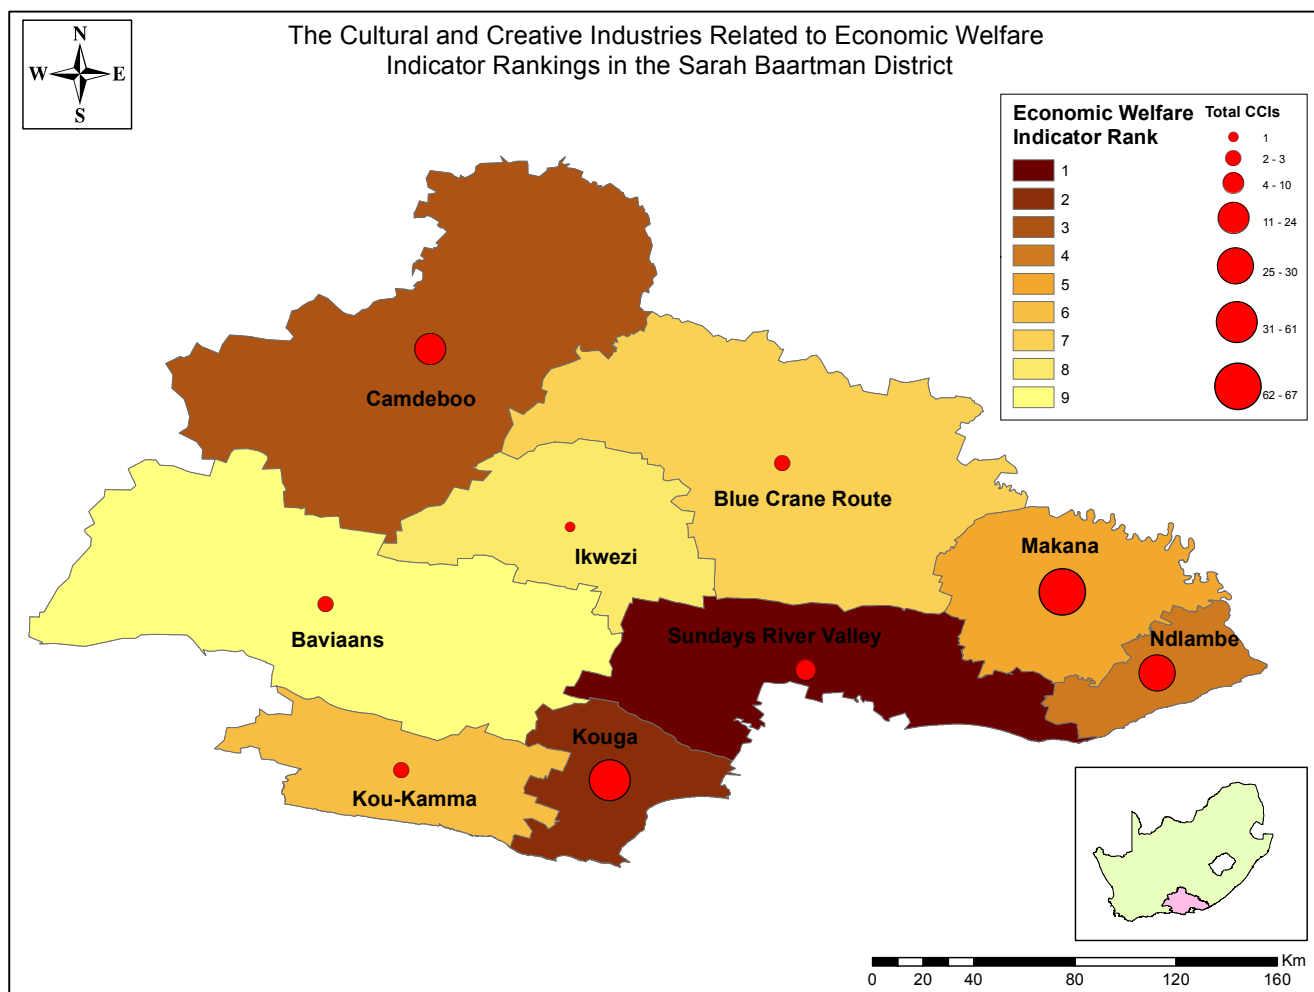 The Cultural and Creative Industries Related to Economic Welfare
Indicator Rankings in the Sarah Baartman District
N
W E
S
Economic Welfare
Indicator Rank
1
2
3
4
5
6
7
8
9
Total CCIs
1
2 - 3
4 - 10
11 - 24
25 - 30
31 - 61
62 - 67
Camdeboo
Blue Crane Route
Makana
Ikwezi
Sundays River Valley
Ndlambe
Baviaans
Kouga
Kou-Kamma
Km
0 20 40 80 120 160